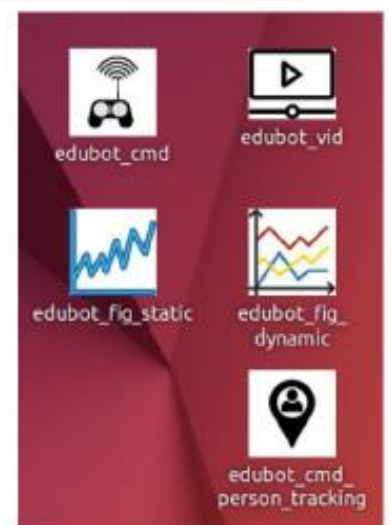 edubot_cmd
edubot_vid
edubot_fig_static
edubot_fig_
dynamic
edubot_cmd_
person_tracking